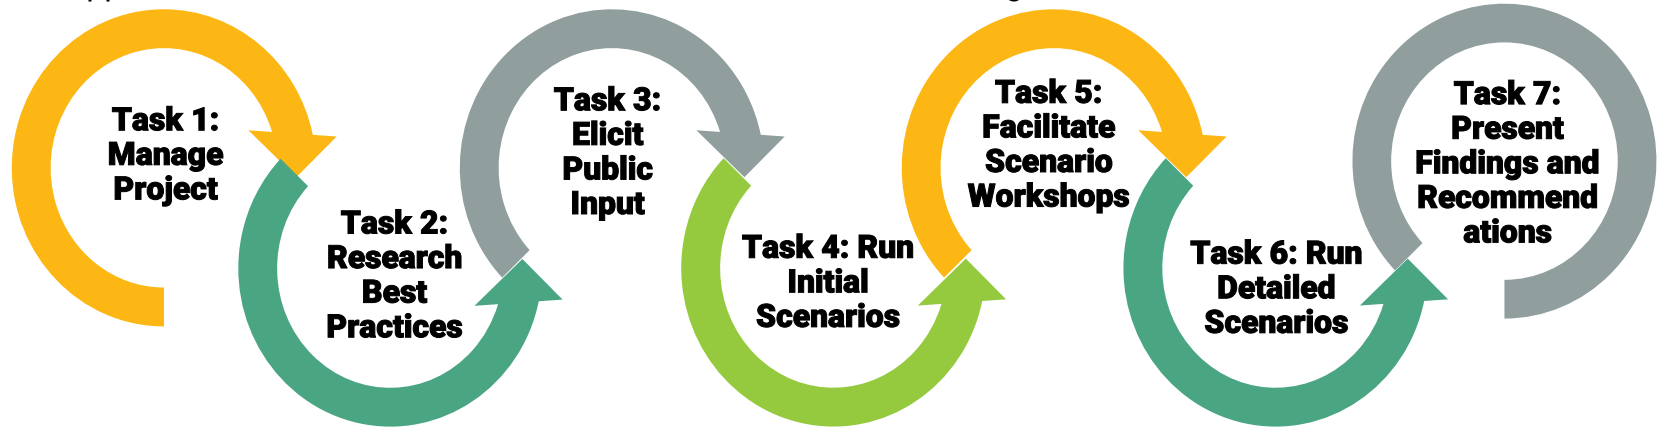 Task 1:
Manage
Project
Task 2:
Research
Best
Practices
Task 3:
Elicit
Public
Input
Task 4: Run
Initial
Scenarios
Task 5:
Facilitate
Scenario
Workshops
Task 6: Run
Detailed
Scenarios
Task 7:
Present
Findings and
Recommend
ations